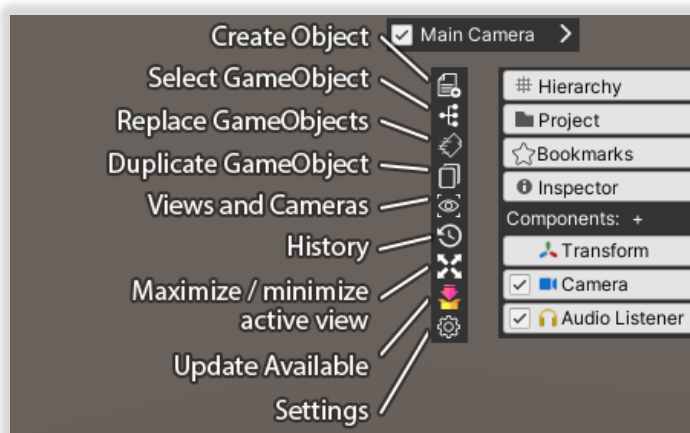 Create Object
Main Camera
Select GameObject
Replace GameObjects
Duplicate GameObject
Views and Cameras
History
Maximize / minimize
active view
Update Available
Settings
Hierarchy
Project
Bookmarks
Inspector
Components: +
Transform
Camera
Audio Listener